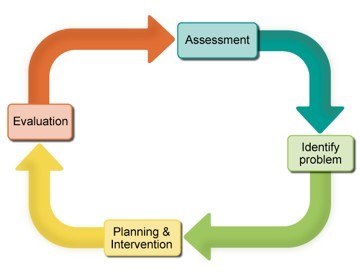 Assessment
Identify
problem
Planning &
Intervention
Evaluation